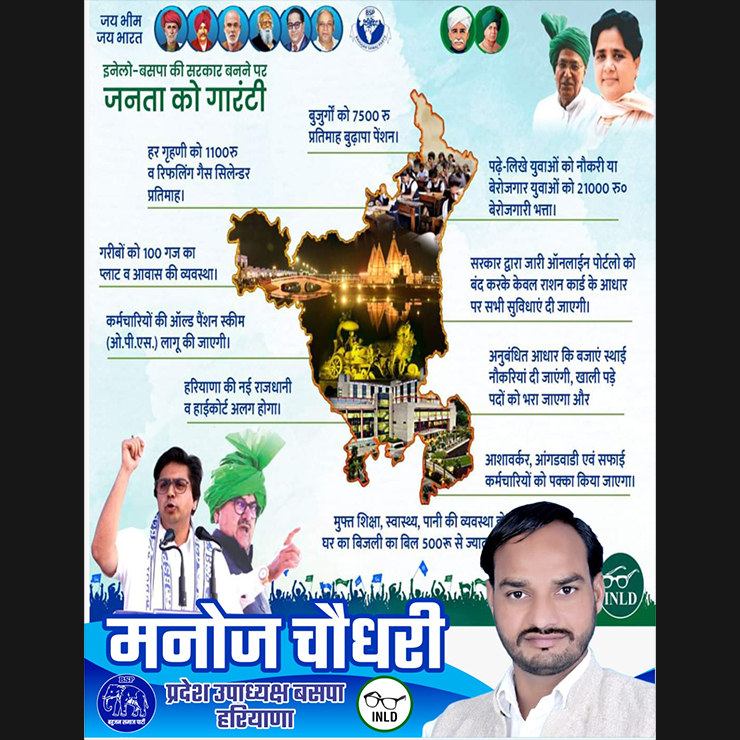 जय भीम
जय भारत
BSP
इनेलो-बसपा की सरकार बनने पर
जनता को गारंटी
बुजुर्गों को 7500 रु
प्रतिमाह बुढ़ापा पेंशन।
हर गृहणी को 1100रु
व रिफलिंग गैस सिलेन्डर
प्रतिमाह।
पढ़े-लिखे युवाओं को नौकरी या
बेरोजगार युवाओं को 21000 रु०
बेरोजगारी भत्ता।
गरीबों को 100 गज का
प्लाट व आवास की व्यवस्था।
सरकार द्वारा जारी ऑनलाईन पोर्टलो को
बंद करके केवल राशन कार्ड के आधार
पर सभी सुविधाएं दी जाएगी।
कर्मचारियों की ऑल्ड पैंशन स्कीम
(ओ.पी.एस.) लागू की जाएगी।
अनुबंधित आधार कि बजाएं स्थाई
नौकरियां दी जाएंगी, खाली पड़े
पदों को भरा जाएगा और
हरियाणा की नई राजधानी
व हाईकोर्ट अलग होगा।
आशावर्कर, आंगडवाडी एवं सफाई
कर्मचारियों को पक्का किया जाएगा।
मुफ्त शिक्षा, स्वास्थ्य, पानी की व्यवस्था
घर का बिजली का बिल 500रू से
INLD
मनोज चौधरी
BSP
बहुजन समाज पार्टी
प्रदेश उपाध्यक्ष बसपा
हरियाणा
INLD